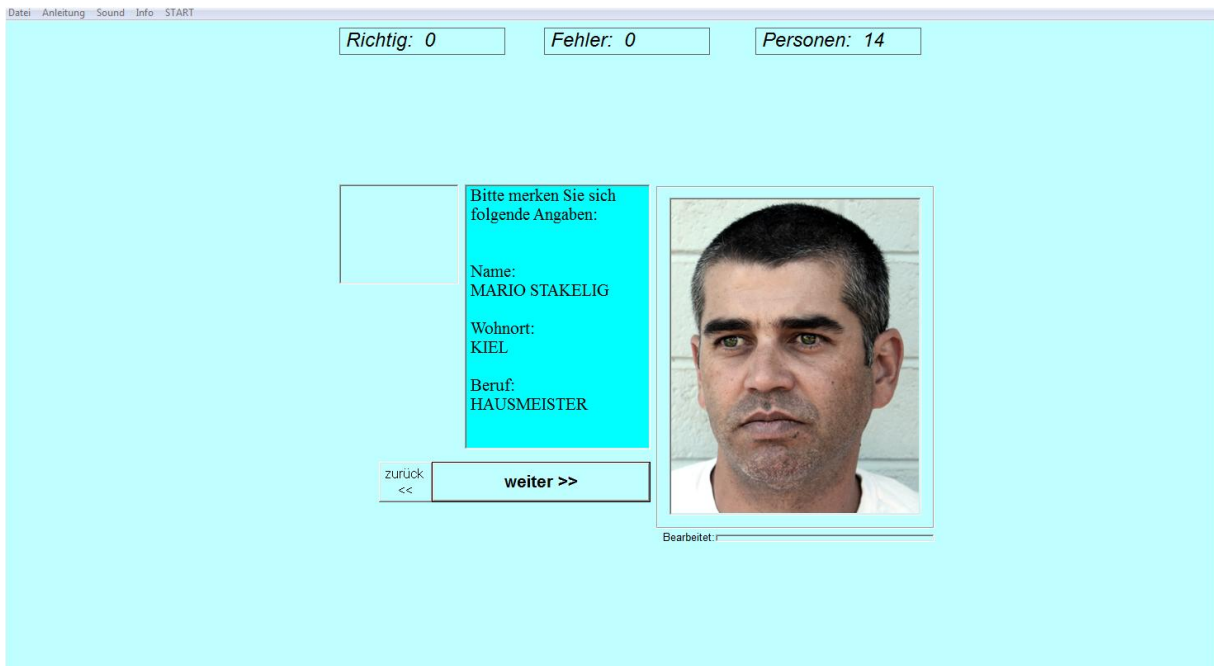 Datei Anleitung Sound Info START
Richtig: 0 Fehler: 0 Personen: 14
Bitte merken Sie sich
folgende Angaben:
Name:
MARIO STAKELIG
Wohnort:
KIEL
Beruf:
HAUSMEISTER
zurück
<<
weiter >>
Bearbeitet: